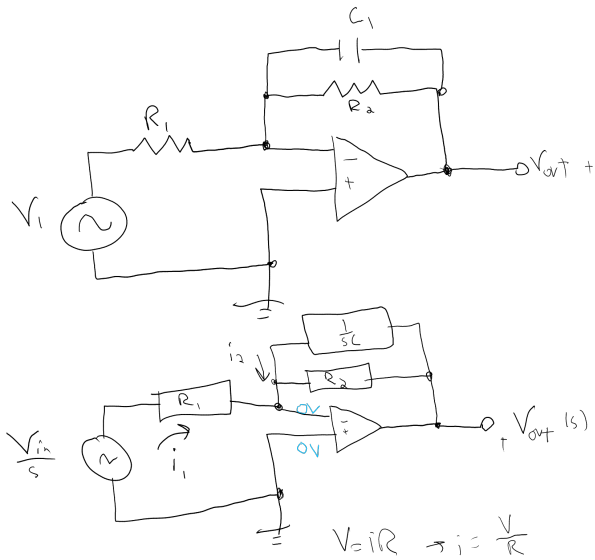 C1
R2
R1
−
+
Vout +
V1
1/sC
i2
R2
R1
0V
−
+
0V
i1
Vin/s
+ Vout (s)
V=iR → i = V/R